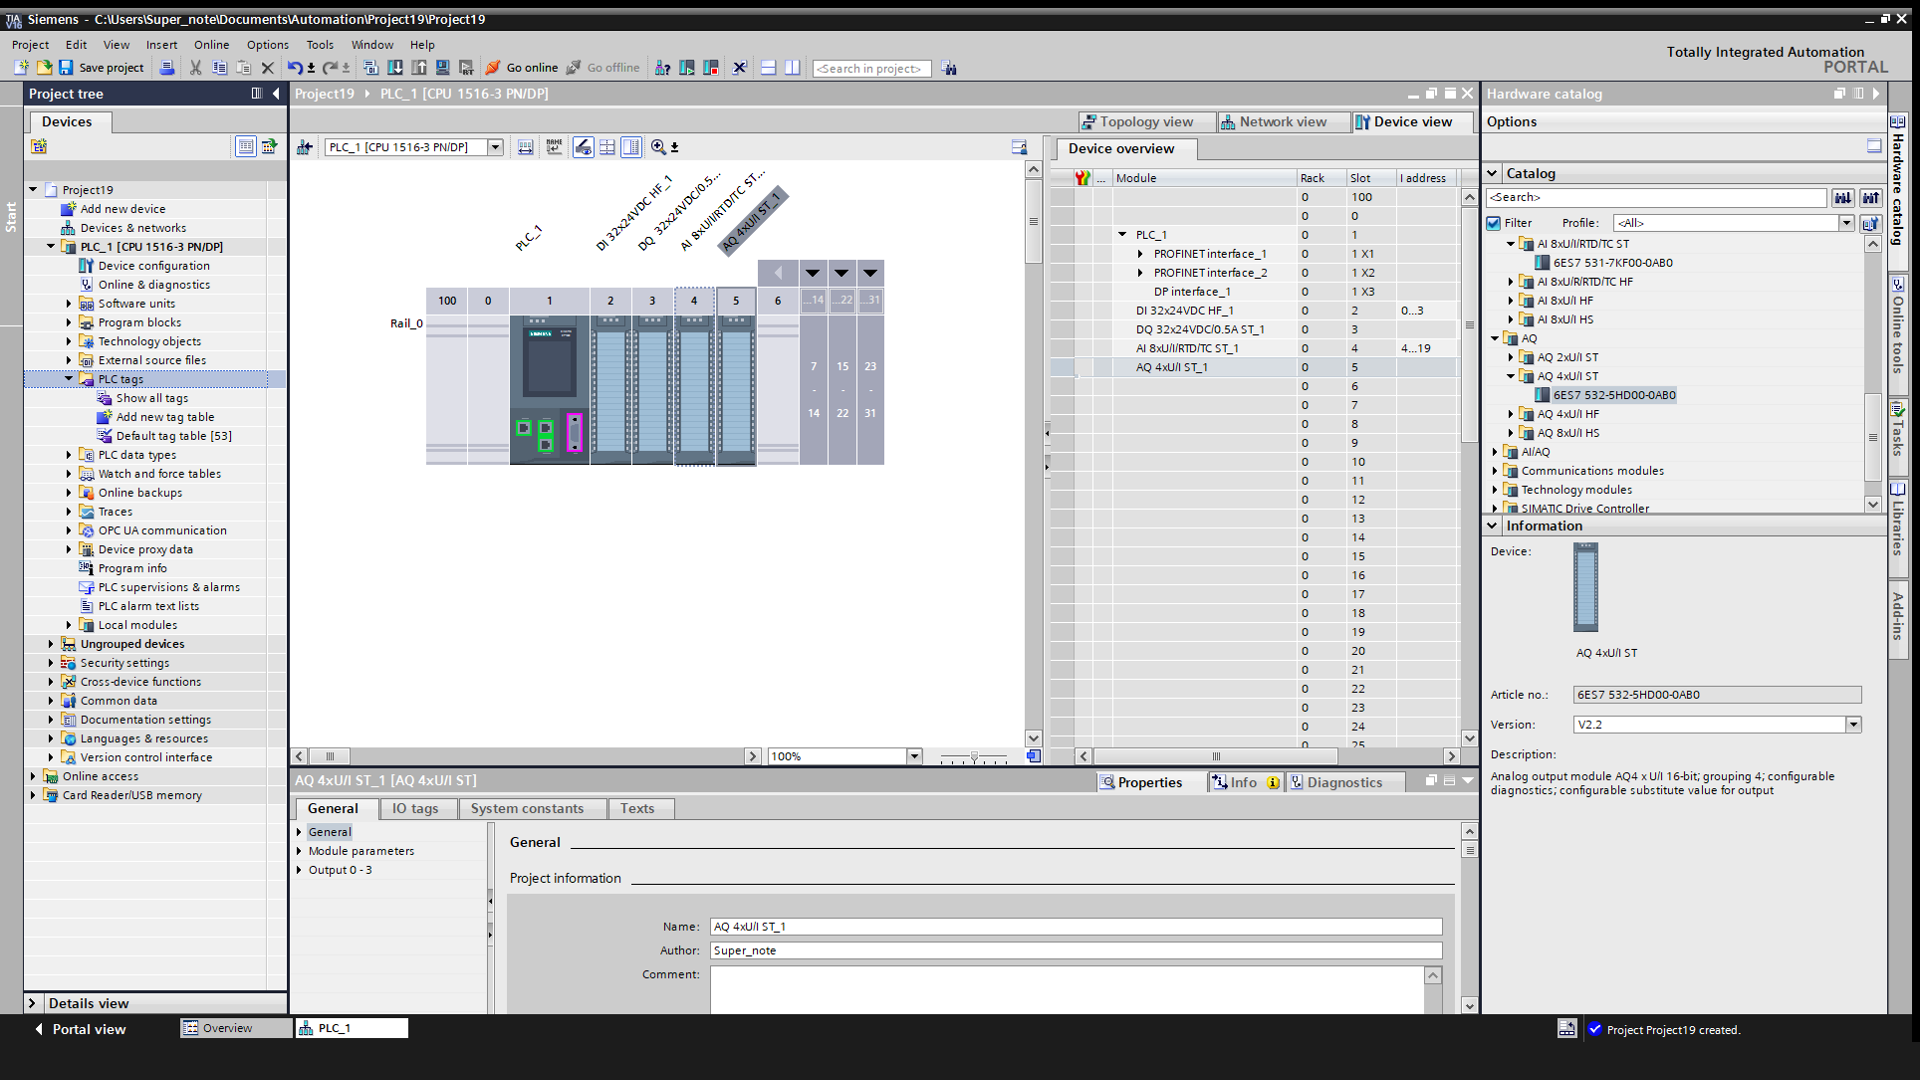 Siemens - C:\Users\Super_note\Documents\Automation\Project19\Project19
Project Edit View Insert Online Options Tools Window Help
Totally Integrated Automation
PORTAL
Save project
Go online
Go offline
<Search in project>
Project tree
Devices
Start
Project19
Add new device
Devices & networks
PLC_1 [CPU 1516-3 PN/DP]
Device configuration
Online & diagnostics
Software units
Program blocks
Technology objects
External source files
PLC tags
Show all tags
Add new tag table
Default tag table [53]
PLC data types
Watch and force tables
Online backups
Traces
OPC UA communication
Device proxy data
Program info
PLC supervisions & alarms
PLC alarm text lists
Local modules
Ungrouped devices
Security settings
Cross-device functions
Common data
Documentation settings
Languages & resources
Version control interface
Online access
Card Reader/USB memory
Details view
Project19 PLC_1 [CPU 1516-3 PN/DP]
Topology view
Network view
Device view
PLC_1 [CPU 1516-3 PN/DP]
PLC_1
DI 32x24VDC HF_1
DQ 32x24VDC/0.5...
AI 8xU/I/RTD/TC ST...
AQ 4xU/I ST_1
100 0 1 2 3 4 5 6 ...14 ...22 ...31
Rail_0
7 15 23
- - -
14 22 31
100%
Device overview
... Module Rack Slot I address
0 100
0 0
PLC_1 0 1
PROFINET interface_1 0 1 X1
PROFINET interface_2 0 1 X2
DP interface_1 0 1 X3
DI 32x24VDC HF_1 0 2 0...3
DQ 32x24VDC/0.5A ST_1 0 3
AI 8xU/I/RTD/TC ST_1 0 4 4...19
AQ 4xU/I ST_1 0 5
0 6
0 7
0 8
0 9
0 10
0 11
0 12
0 13
0 14
0 15
0 16
0 17
0 18
0 19
0 20
0 21
0 22
0 23
0 24
0 25
AQ 4xU/I ST_1 [AQ 4xU/I ST]
Properties
Info
Diagnostics
General
IO tags
System constants
Texts
General
Module parameters
Output 0 - 3
General
Project information
Name: AQ 4xU/I ST_1
Author: Super_note
Comment:
Hardware catalog
Options
Catalog
<Search>
Filter Profile: <All>
AI 8xU/I/RTD/TC ST
6ES7 531-7KF00-0AB0
AI 8xU/R/RTD/TC HF
AI 8xU/I HF
AI 8xU/I HS
AQ
AQ 2xU/I ST
AQ 4xU/I ST
6ES7 532-5HD00-0AB0
AQ 4xU/I HF
AQ 8xU/I HS
AI/AQ
Communications modules
Technology modules
SIMATIC Drive Controller
Information
Device:
AQ 4xU/I ST
Article no.: 6ES7 532-5HD00-0AB0
Version: V2.2
Description:
Analog output module AQ4 x U/I 16-bit; grouping 4; configurable
diagnostics; configurable substitute value for output
Hardware catalog
Online tools
Tasks
Libraries
Add-ins
Portal view
Overview
PLC_1
Project Project19 created.